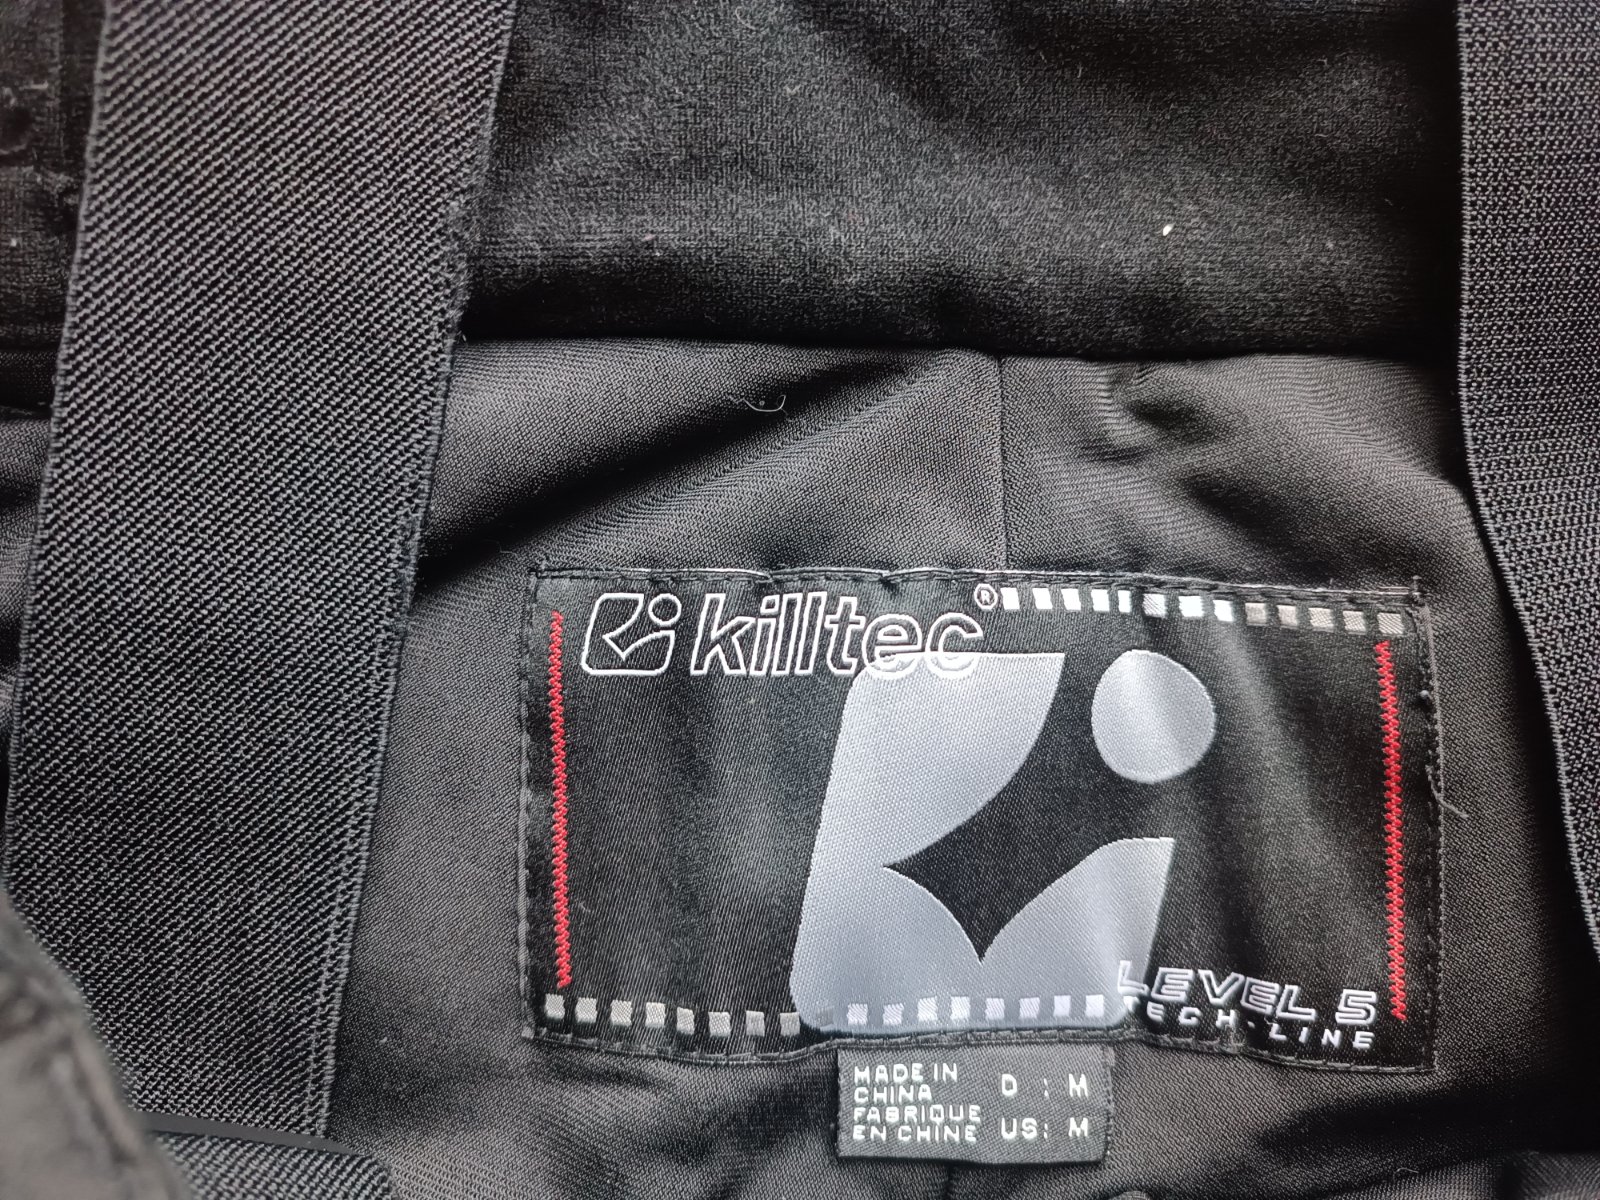 killtec®
LEVEL 5
TECH-LINE
MADE IN
CHINA
FABRIQUE
EN CHINE
D : M
US: M